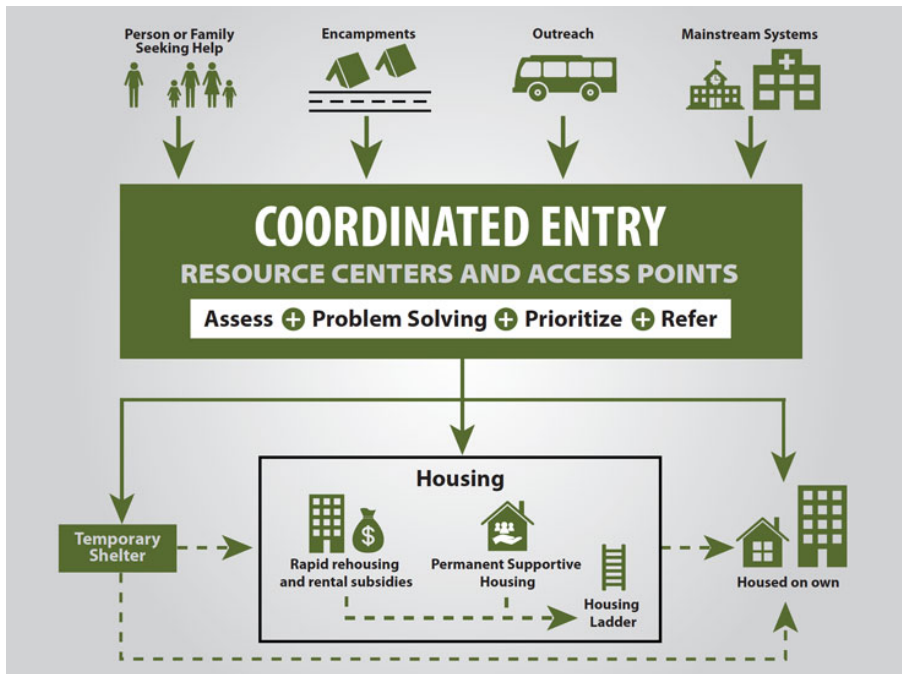 Person or Family
Seeking Help
Encampments
Outreach
Mainstream Systems
COORDINATED ENTRY
RESOURCE CENTERS AND ACCESS POINTS
Assess + Problem Solving + Prioritize + Refer
Housing
Temporary
Shelter
Rapid rehousing
and rental subsidies
Permanent Supportive
Housing
Housing
Ladder
Housed on own